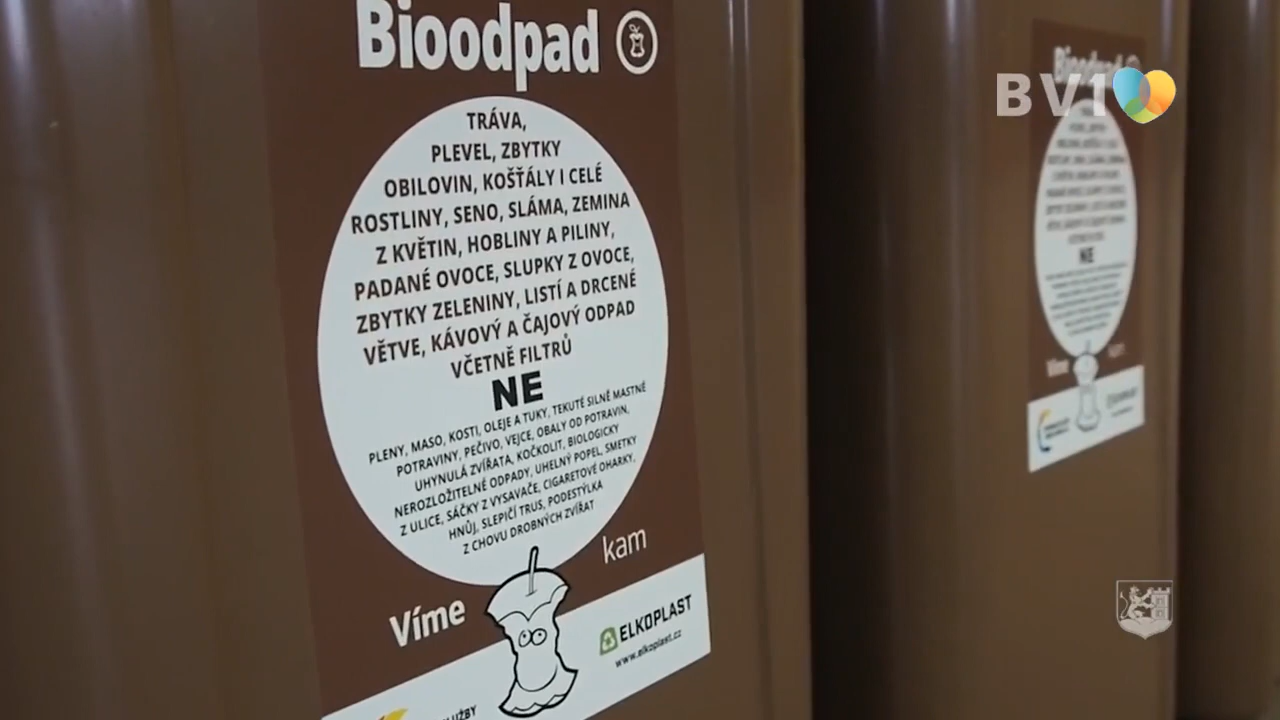 Bioodpad
TRÁVA,
PLEVEL, ZBYTKY
OBILOVIN, KOŠŤÁLY I CELÉ
ROSTLINY, SENO, SLÁMA, ZEMINA
Z KVĚTIN, HOBLINY A PILINY,
PADANÉ OVOCE, SLUPKY Z OVOCE,
ZBYTKY ZELENINY, LISTÍ A DRCENÉ
VĚTVE, KÁVOVÝ A ČAJOVÝ ODPAD
VČETNĚ FILTRŮ
NE
PLENY, MASO, KOSTI, OLEJE A TUKY, TEKUTÉ SILNĚ MASTNÉ
POTRAVINY, PEČIVO, VEJCE, OBALY OD POTRAVIN,
UHYNULÁ ZVÍŘATA, KOČKOLIT, BIOLOGICKY
NEROZLOŽITELNÉ ODPADY, UHELNÝ POPEL, SMETKY
Z ULICE, SÁČKY Z VYSAVAČE, CIGARETOVÉ OHARKY,
HNŮJ, SLEPIČÍ TRUS, PODESTÝLKA
Z CHOVU DROBNÝCH ZVÍŘAT
Víme kam
ELKOPLAST
www.elkoplast.cz
BV1
Bioodpad
NE
Víme kam